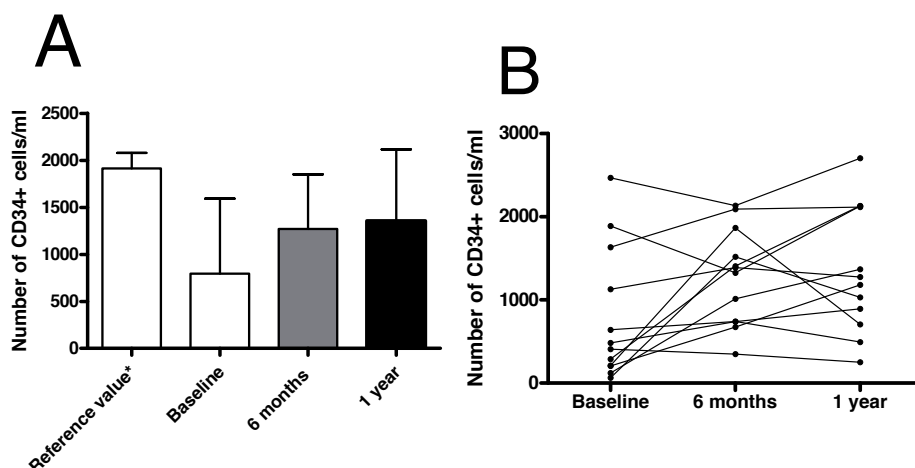 A
Number of CD34+ cells/ml
2500
2000
1500
1000
500
0
Reference value*
Baseline
6 months
1 year
B
Number of CD34+ cells/ml
3000
2000
1000
0
Baseline
6 months
1 year